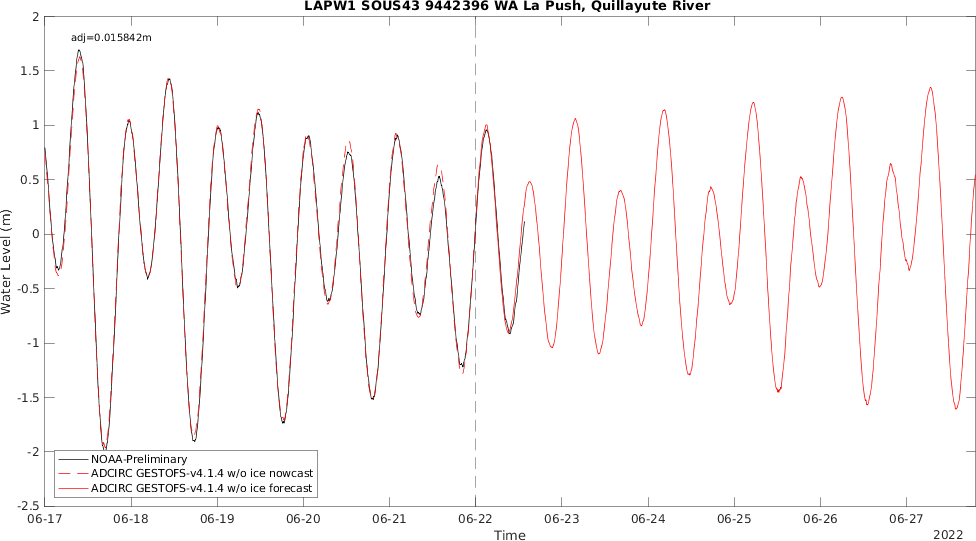 LAPW1 SOUS43 9442396 WA La Push, Quillayute River
2
adj=0.015842m
1.5
1
0.5
0
-0.5
-1
-1.5
-2
-2.5
Water Level (m)
NOAA-Preliminary
ADCIRC GESTOFS-v4.1.4 w/o ice nowcast
ADCIRC GESTOFS-v4.1.4 w/o ice forecast
06-17 06-18 06-19 06-20 06-21 06-22 06-23 06-24 06-25 06-26 06-27
Time
2022